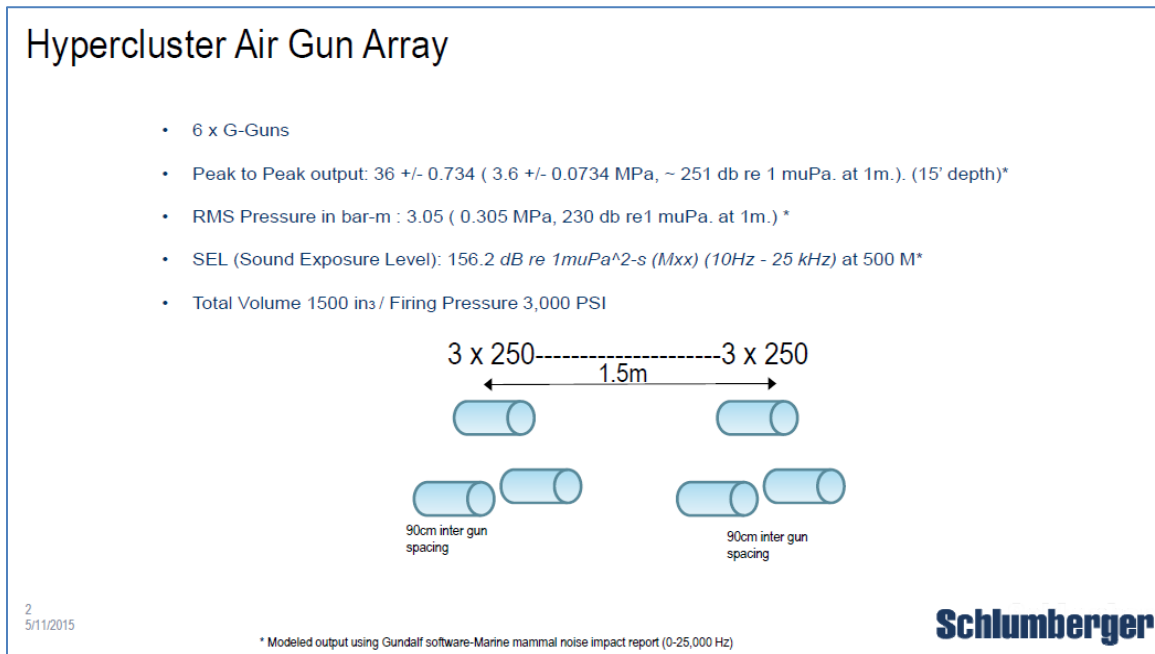 Hypercluster Air Gun Array
• 6 x G-Guns
• Peak to Peak output: 36 +/- 0.734 ( 3.6 +/- 0.0734 MPa, ~ 251 db re 1 muPa. at 1m.). (15' depth)*
• RMS Pressure in bar-m : 3.05 ( 0.305 MPa, 230 db re1 muPa. at 1m.) *
• SEL (Sound Exposure Level): 156.2 dB re 1muPa^2-s (Mxx) (10Hz - 25 kHz) at 500 M*
• Total Volume 1500 in3 / Firing Pressure 3,000 PSI
3 x 250---------------------3 x 250
1.5m
90cm inter gun
spacing
90cm inter gun
spacing
2
5/11/2015
* Modeled output using Gundalf software-Marine mammal noise impact report (0-25,000 Hz)
Schlumberger